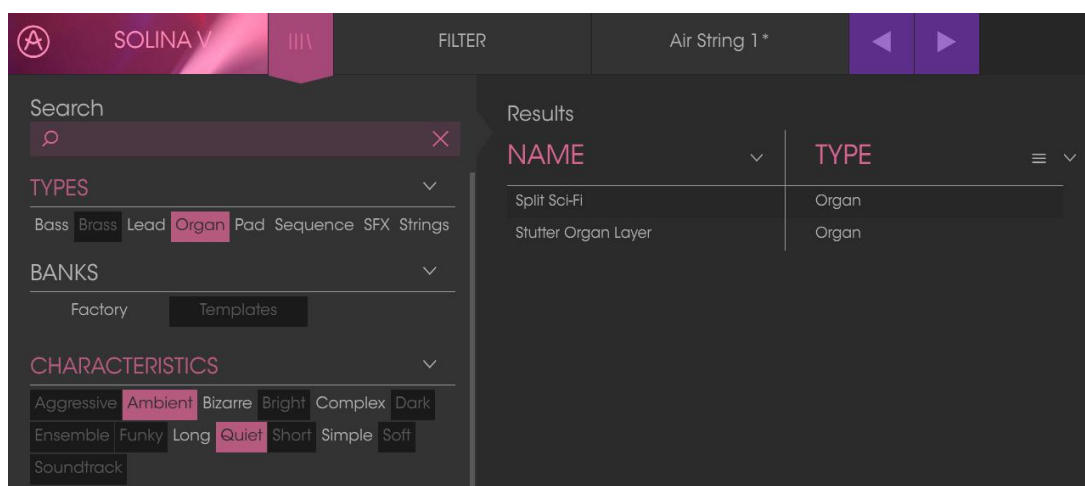 SOLINA V FILTER Air String 1*
Search
TYPES
Bass Brass Lead Organ Pad Sequence SFX Strings
BANKS
Factory Templates
CHARACTERISTICS
Aggressive Ambient Bizarre Bright Complex Dark
Ensemble Funky Long Quiet Short Simple Soft
Soundtrack
Results
NAME TYPE
Split Sci-Fi Organ
Stutter Organ Layer Organ